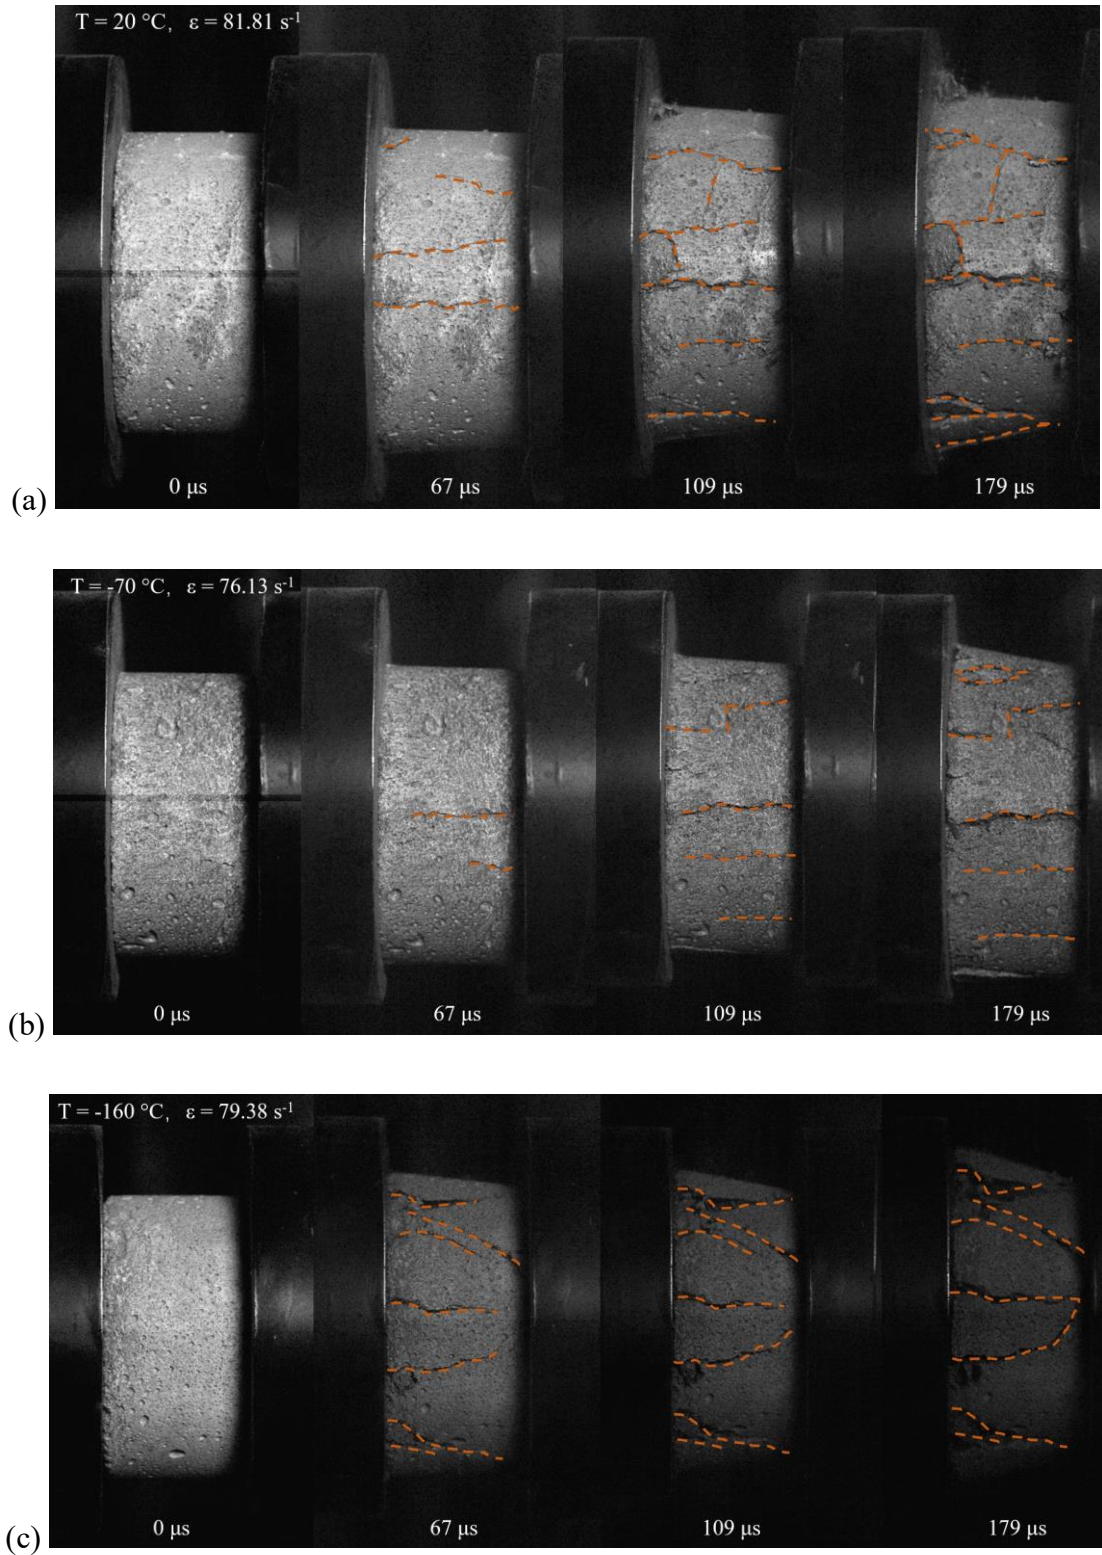 T = 20 °C, ε = 81.81 s⁻¹
0 μs 67 μs 109 μs 179 μs
(a)
T = -70 °C, ε = 76.13 s⁻¹
0 μs 67 μs 109 μs 179 μs
(b)
T = -160 °C, ε = 79.38 s⁻¹
0 μs 67 μs 109 μs 179 μs
(c)